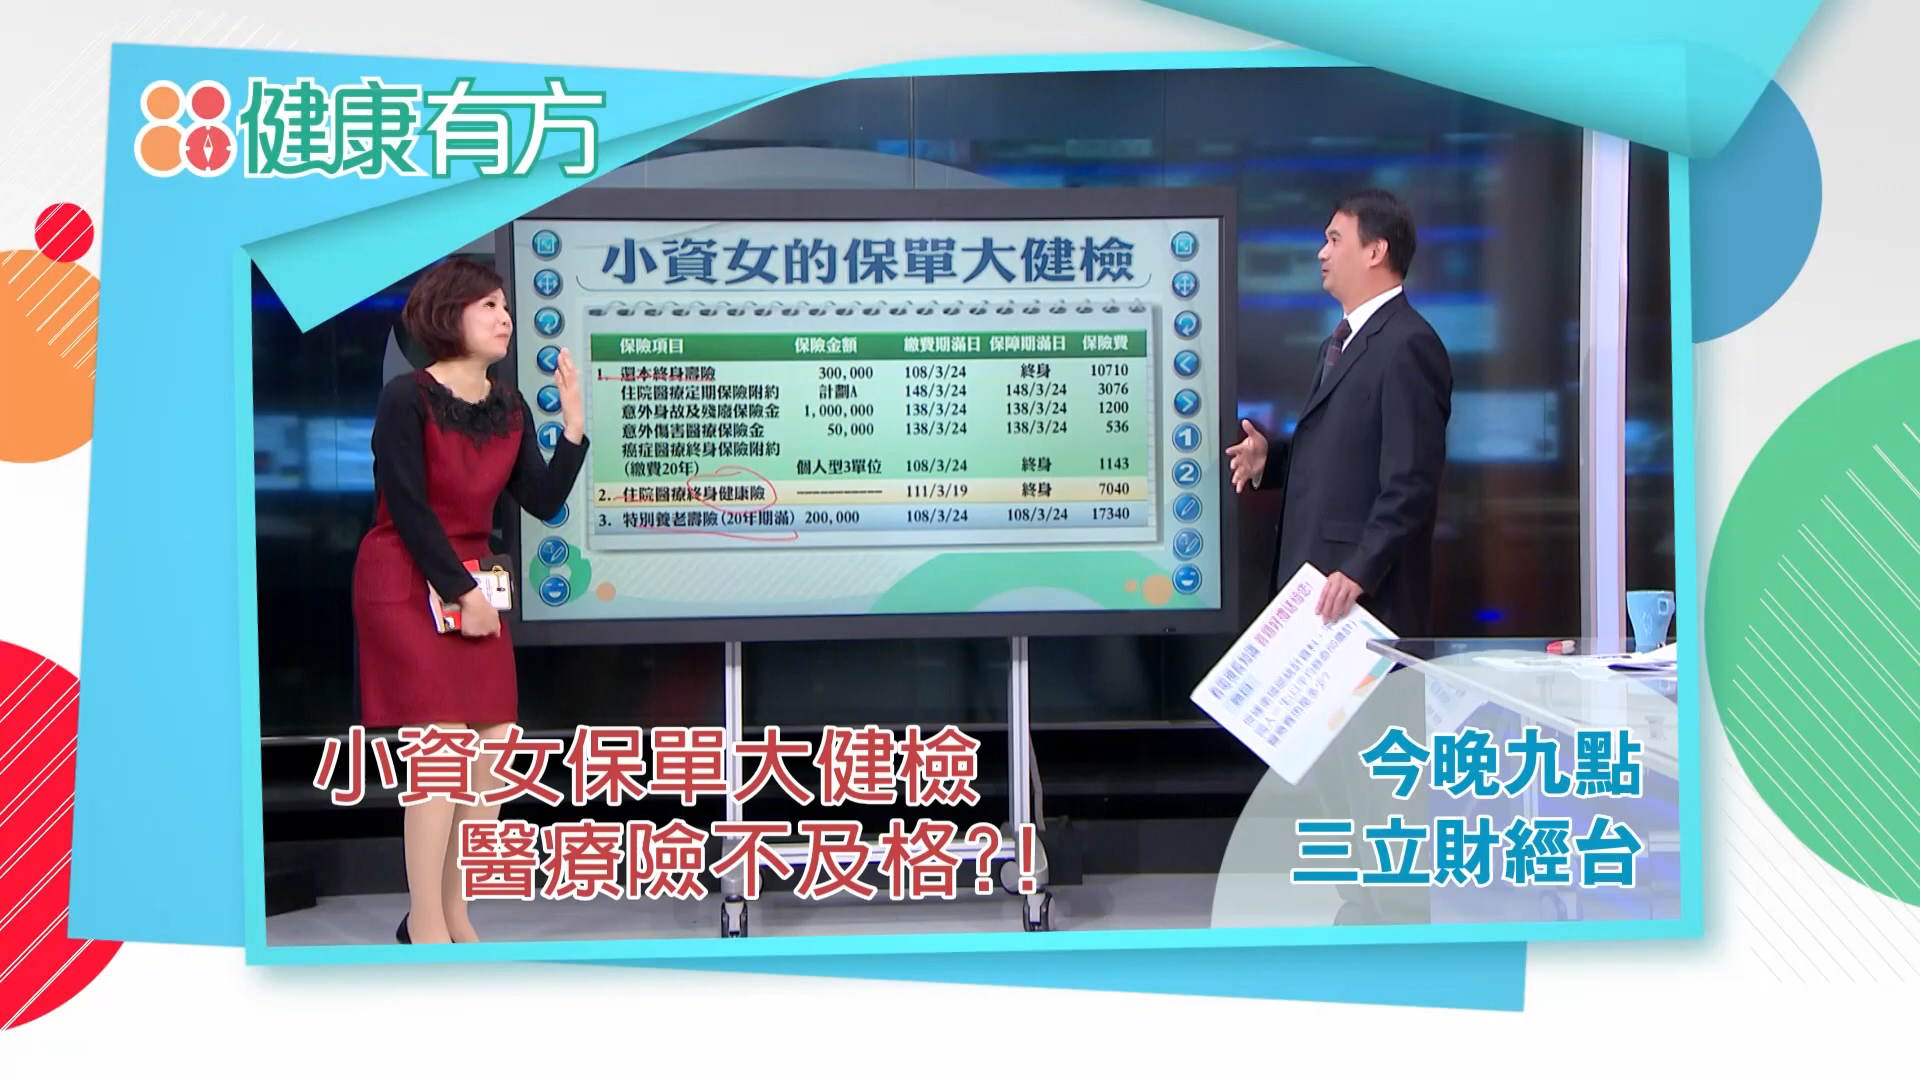 健康有方
小資女的保單大健檢
保險項目 保險金額 繳費期滿日 保障期滿日 保險費
1. 還本終身壽險 300,000 108/3/24 終身 10710
住院醫療定期保險附約 計劃A 148/3/24 148/3/24 3076
意外身故及殘廢保險金 1,000,000 138/3/24 138/3/24 1200
意外傷害醫療保險金 50,000 138/3/24 138/3/24 536
癌症醫療終身保險附約
(繳費20年) 個人型3單位 108/3/24 終身 1143
2. 住院醫療終身健康險 ----------- 111/3/19 終身 7040
3. 特別養老壽險(20年期滿) 200,000 108/3/24 108/3/24 17340
1
1
2
小資女保單大健檢
醫療險不及格?!
今晚九點
三立財經台